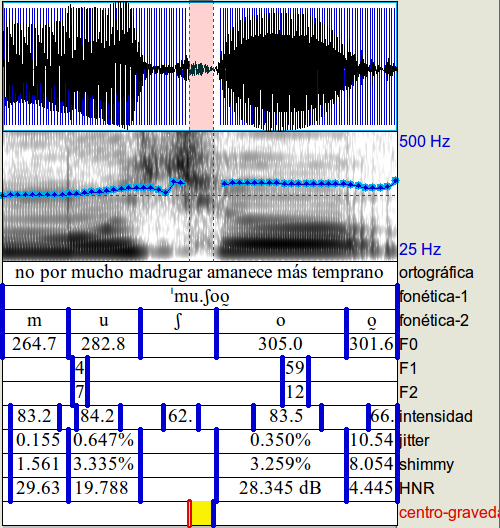 500 Hz
25 Hz
no por mucho madrugar amanece más temprano ortográfica
ˈmu.ʃoo̯ fonética-1
m u ʃ o o̯ fonética-2
264.7 282.8 305.0 301.6 F0
4 59 F1
7 12 F2
83.2 84.2 62. 83.5 66. intensidad
0.155 0.647% 0.350% 10.54 jitter
1.561 3.335% 3.259% 8.054 shimmy
29.63 19.788 28.345 dB 4.445 HNR
centro-graveda